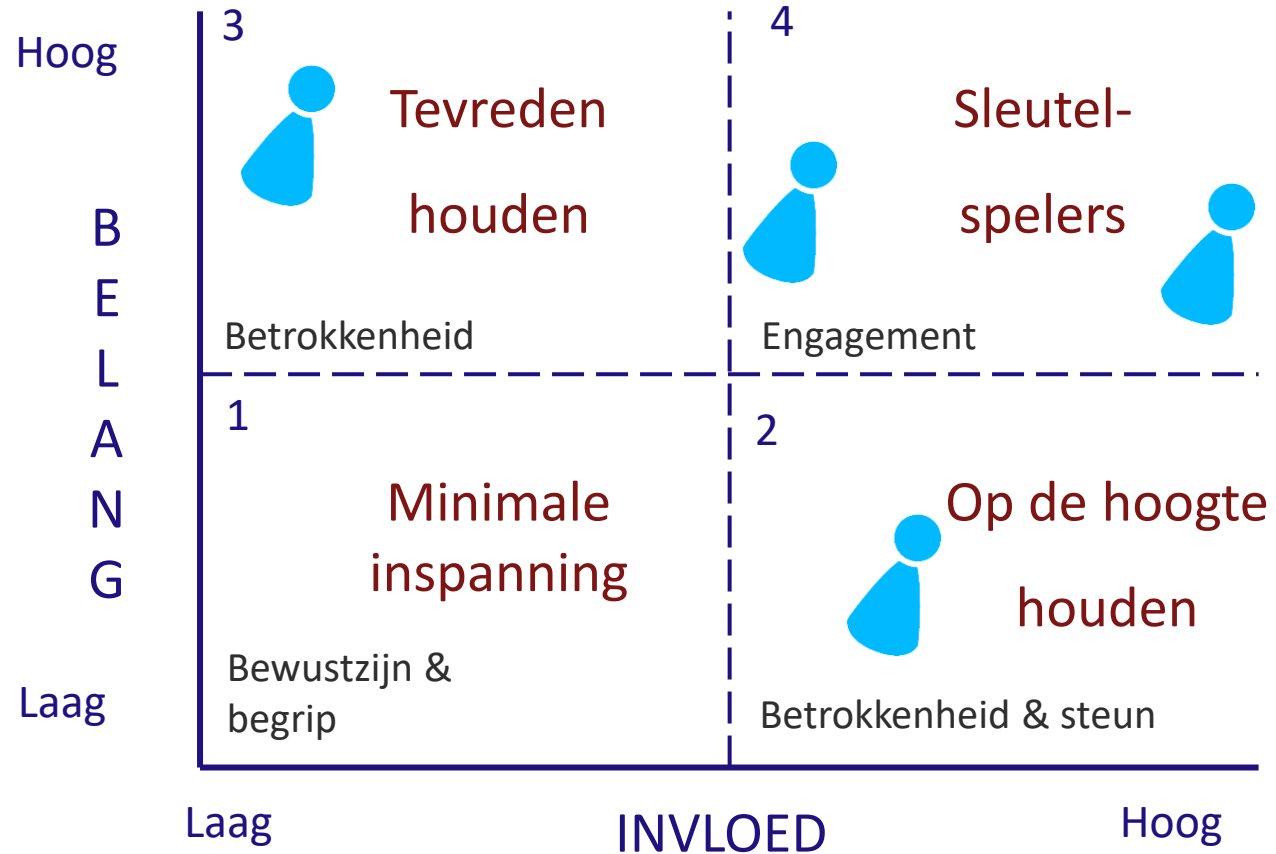 Hoog
3
Tevreden
houden
Betrokkenheid
4
Sleutel-
spelers
Engagement
B
E
L
A
N
G
1
Minimale
inspanning
Bewustzijn &
begrip
2
Op de hoogte
houden
Betrokkenheid & steun
Laag
Laag
INVLOED
Hoog